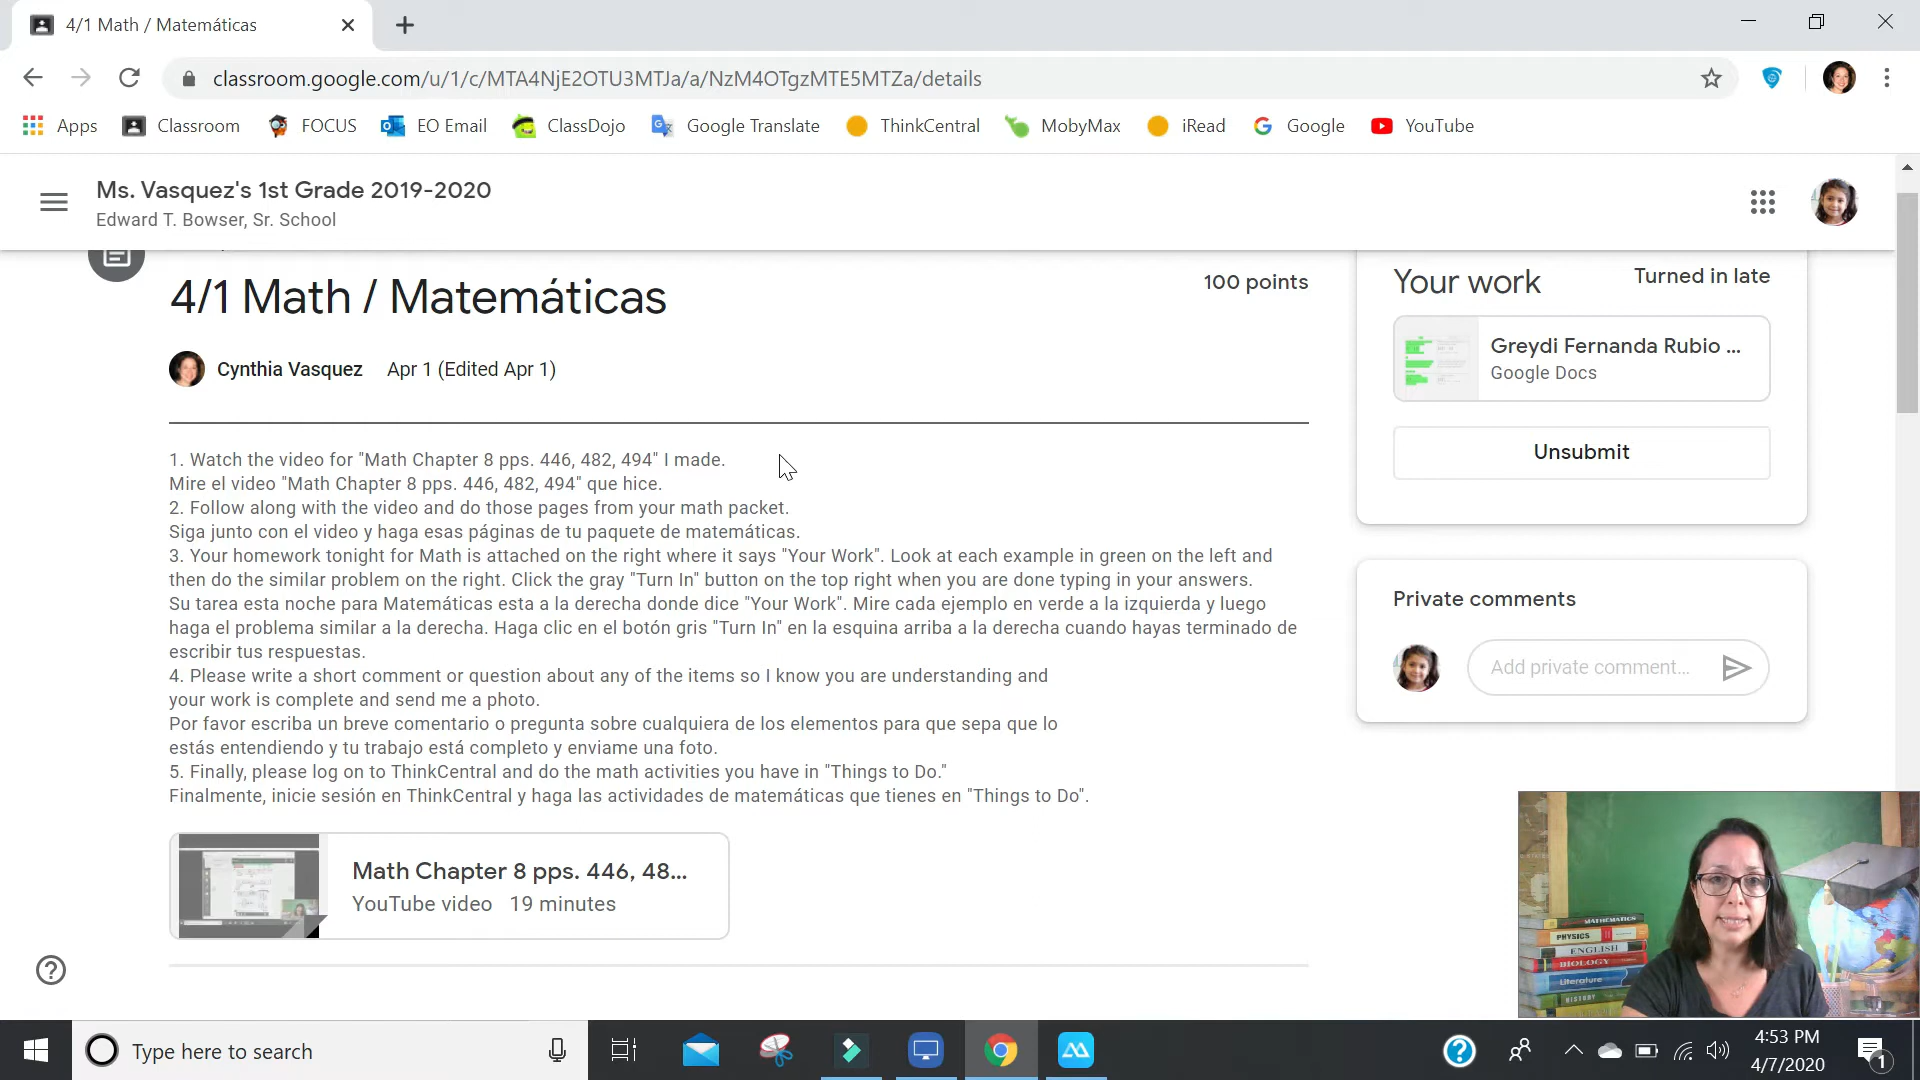 4/1 Math / Matemáticas
classroom.google.com/u/1/c/MTA4NjE2OTU3MTJa/a/NzM4OTgzMTE5MTZa/details
Apps Classroom FOCUS EO Email ClassDojo Google Translate ThinkCentral MobyMax iRead Google YouTube
Ms. Vasquez's 1st Grade 2019-2020
Edward T. Bowser, Sr. School
4/1 Math / Matemáticas
100 points
Cynthia Vasquez Apr 1 (Edited Apr 1)
1. Watch the video for "Math Chapter 8 pps. 446, 482, 494" I made.
Mire el video "Math Chapter 8 pps. 446, 482, 494" que hice.
2. Follow along with the video and do those pages from your math packet.
Siga junto con el video y haga esas páginas de tu paquete de matemáticas.
3. Your homework tonight for Math is attached on the right where it says "Your Work". Look at each example in green on the left and
then do the similar problem on the right. Click the gray "Turn In" button on the top right when you are done typing in your answers.
Su tarea esta noche para Matemáticas esta a la derecha donde dice "Your Work". Mire cada ejemplo en verde a la izquierda y luego
haga el problema similar a la derecha. Haga clic en el botón gris "Turn In" en la esquina arriba a la derecha cuando hayas terminado de
escribir tus respuestas.
4. Please write a short comment or question about any of the items so I know you are understanding and
your work is complete and send me a photo.
Por favor escriba un breve comentario o pregunta sobre cualquiera de los elementos para que sepa que lo
estás entendiendo y tu trabajo está completo y enviame una foto.
5. Finally, please log on to ThinkCentral and do the math activities you have in "Things to Do."
Finalmente, inicie sesión en ThinkCentral y haga las actividades de matemáticas que tienes en "Things to Do".
Math Chapter 8 pps. 446, 48...
YouTube video 19 minutes
Your work
Turned in late
Greydi Fernanda Rubio ...
Google Docs
Unsubmit
Private comments
Add private comment...
MATHEMATICS
PHYSICS
ENGLISH
BIOLOGY
Literature
HISTORY
Type here to search
4:53 PM
4/7/2020
1